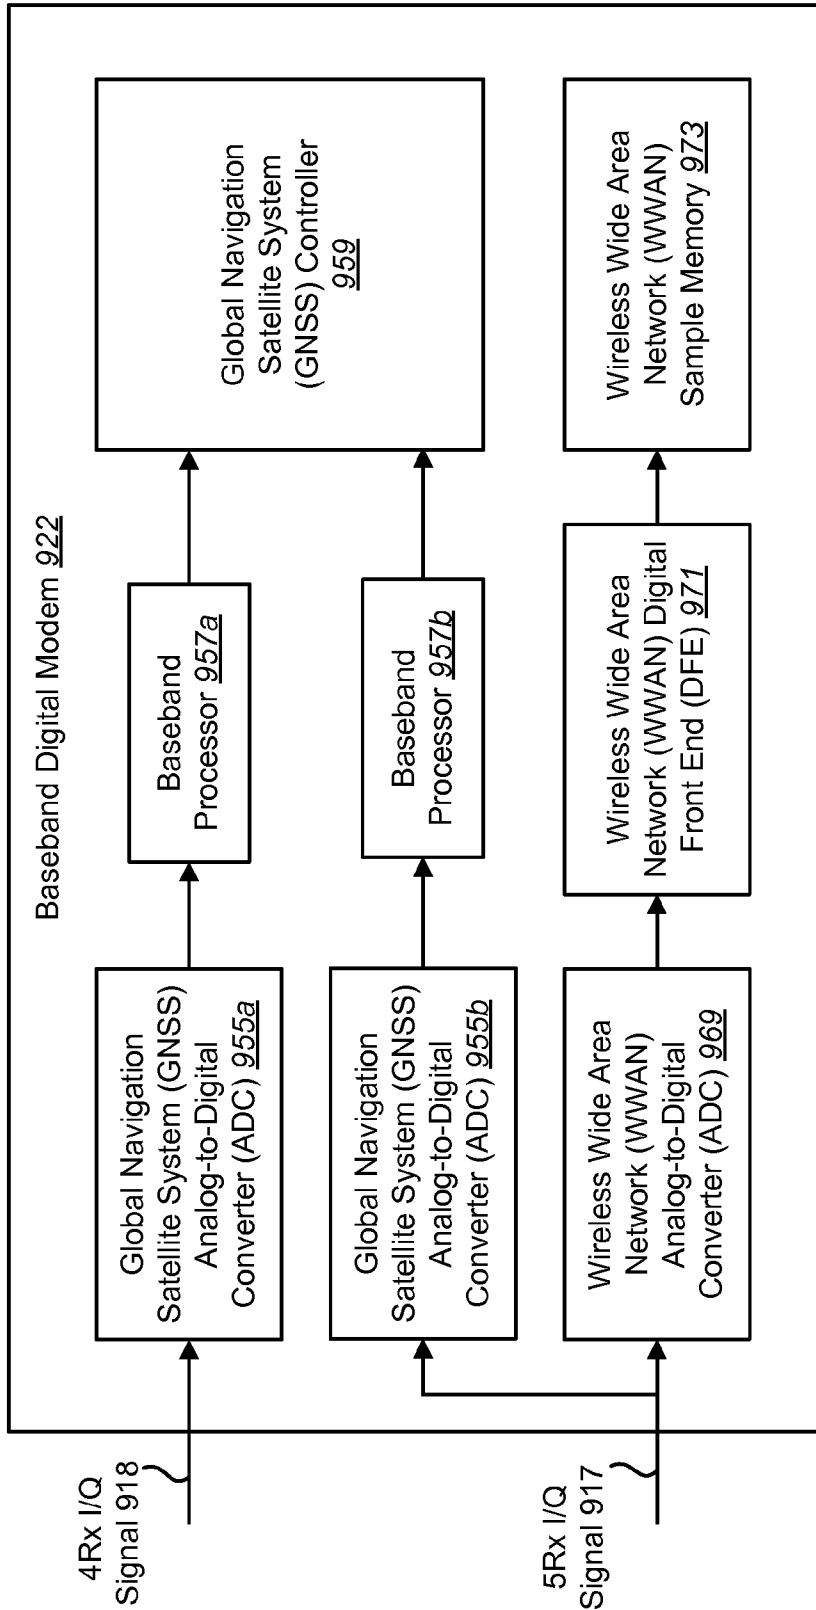 Baseband Digital Modem 922
4Rx I/Q
Signal 918
Global Navigation
Satellite System (GNSS)
Analog-to-Digital
Converter (ADC) 955a
Baseband
Processor 957a
Global Navigation
Satellite System
(GNSS) Controller
959
Global Navigation
Satellite System (GNSS)
Analog-to-Digital
Converter (ADC) 955b
Baseband
Processor 957b
5Rx I/Q
Signal 917
Wireless Wide Area
Network (WWAN)
Analog-to-Digital
Converter (ADC) 969
Wireless Wide Area
Network (WWAN) Digital
Front End (DFE) 971
Wireless Wide Area
Network (WWAN)
Sample Memory 973